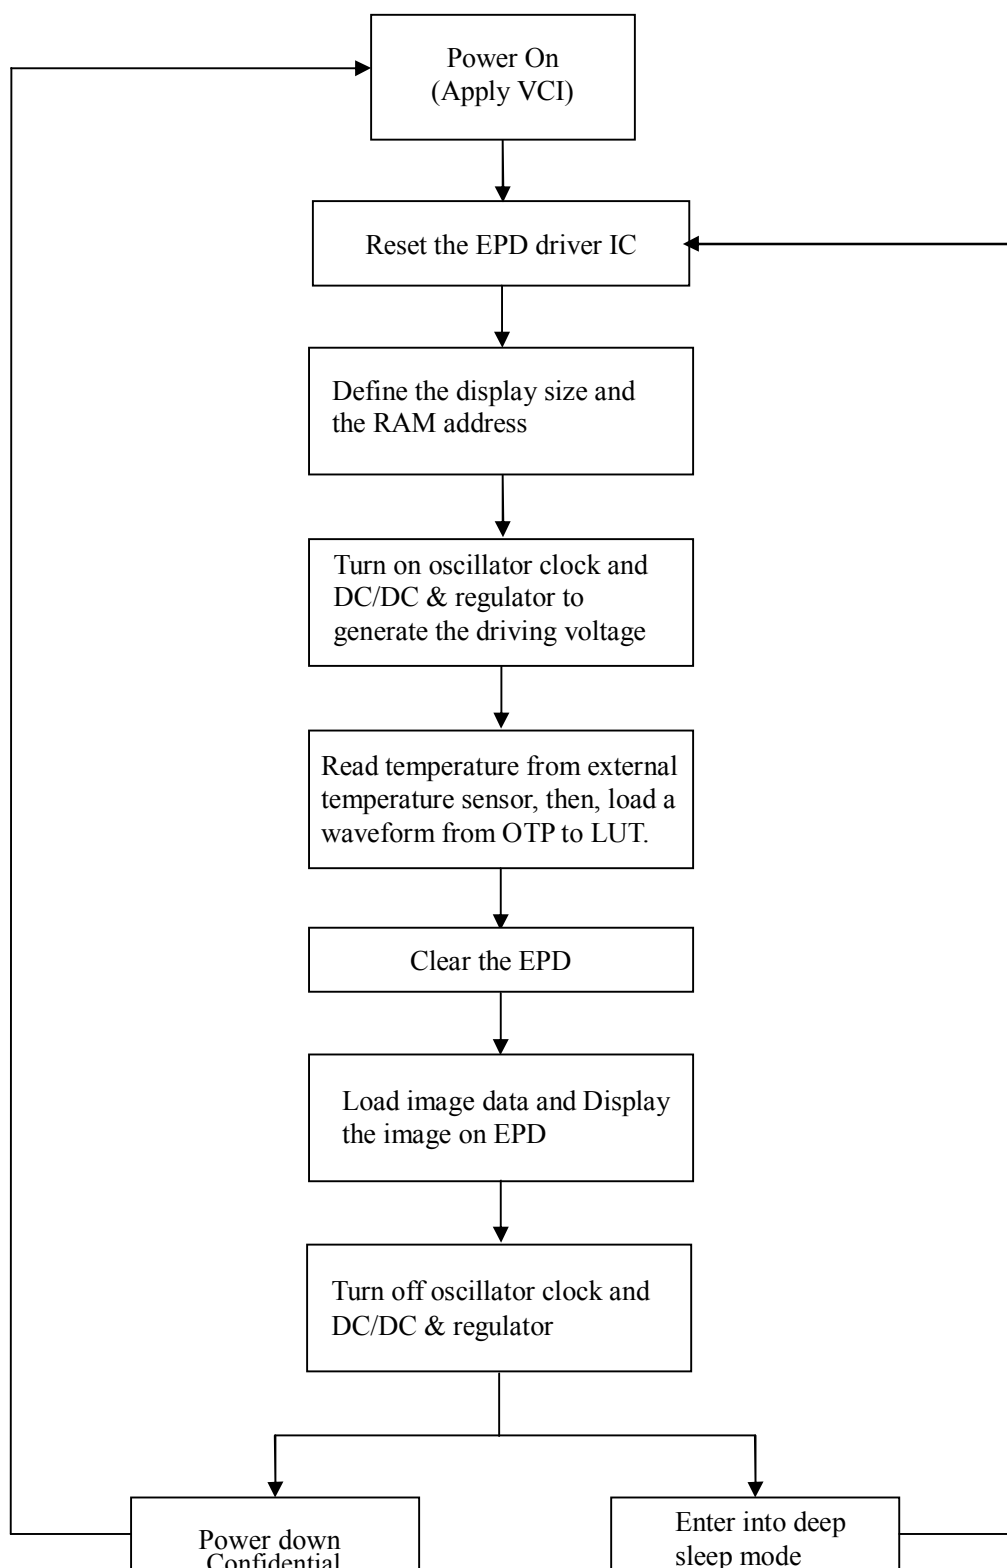 Power On
(Apply VCI)
Reset the EPD driver IC
Define the display size and
the RAM address
Turn on oscillator clock and
DC/DC & regulator to
generate the driving voltage
Read temperature from external
temperature sensor, then, load a
waveform from OTP to LUT.
Clear the EPD
Load image data and Display
the image on EPD
Turn off oscillator clock and
DC/DC & regulator
Power down
Confidential
Enter into deep
sleep mode